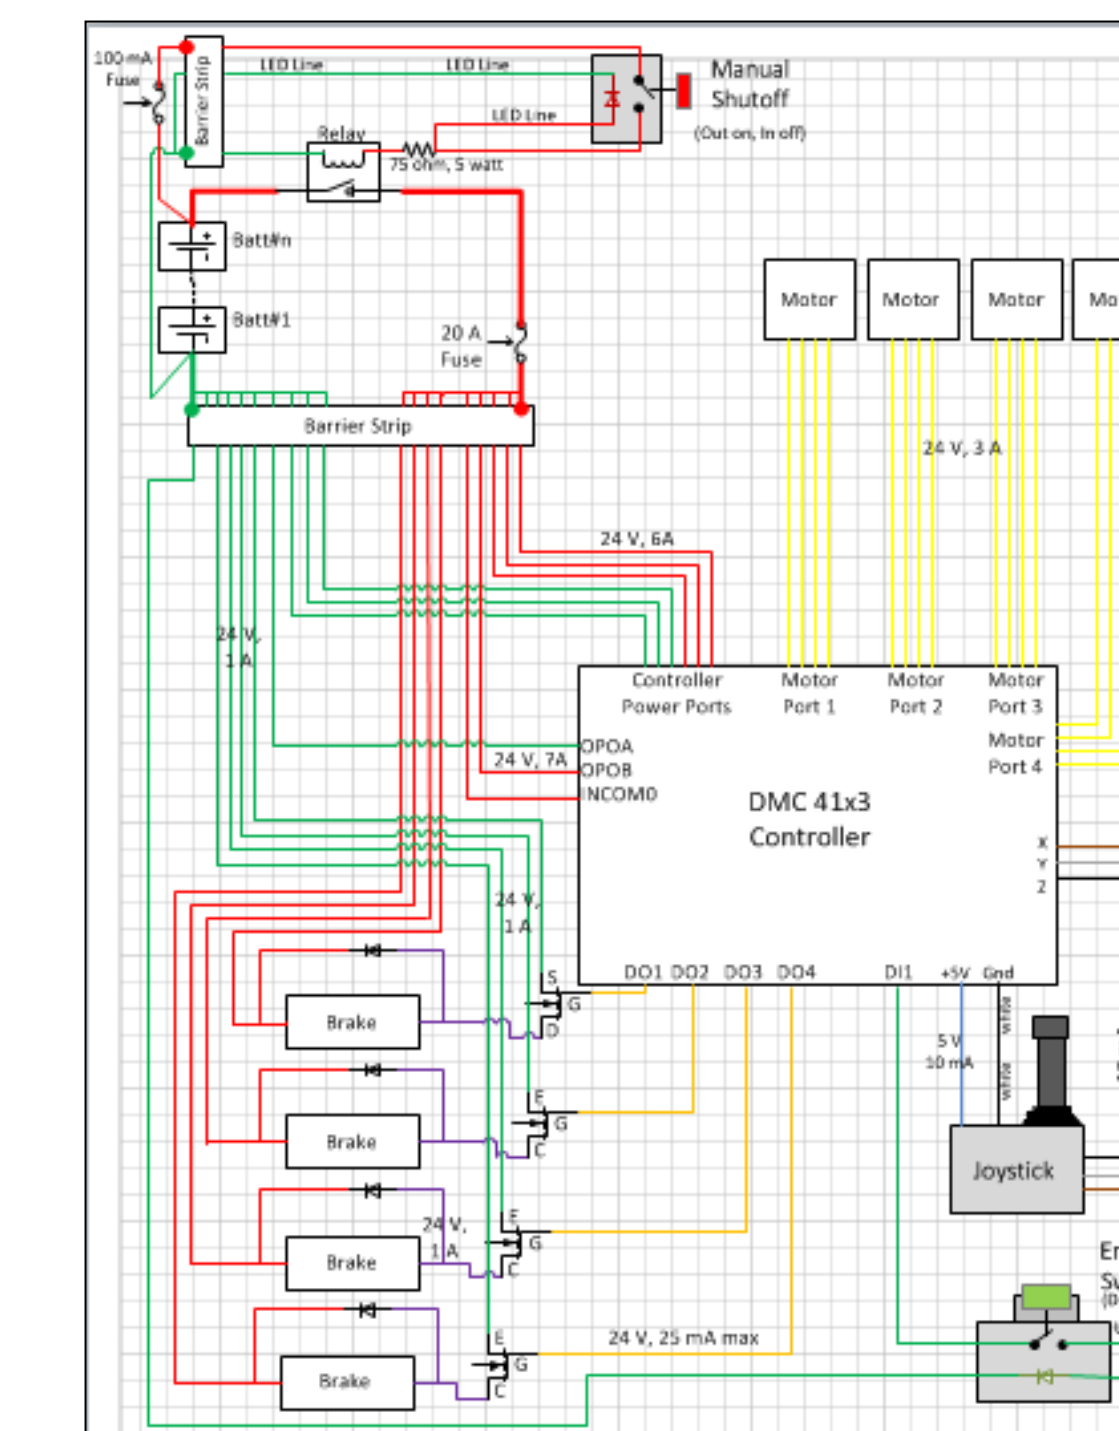 100 mA
Fuse
Barrier Strip
LED Line
LED Line
LED Line
Manual
Shutoff
(Out on, In off)
Relay
75 ohm, 5 watt
Batt#n
Batt#1
20 A
Fuse
Barrier Strip
Motor
Motor
Motor
Mo
24 V, 3 A
24 V, 6A
24 V,
1 A
Controller
Power Ports
Motor
Port 1
Motor
Port 2
Motor
Port 3
Motor
Port 4
OPOA
24 V, 7A
OPOB
INCOM0
DMC 41x3
Controller
X
Y
Z
24 V,
1 A
DO1
DO2
DO3
DO4
DI1
+5V
Gnd
S
G
D
Brake
white
white
5 V
10 mA
E
G
C
Brake
Joystick
E
G
C
24 V,
1 A
Brake
E
G
C
Brake
24 V, 25 mA max
En
Sv